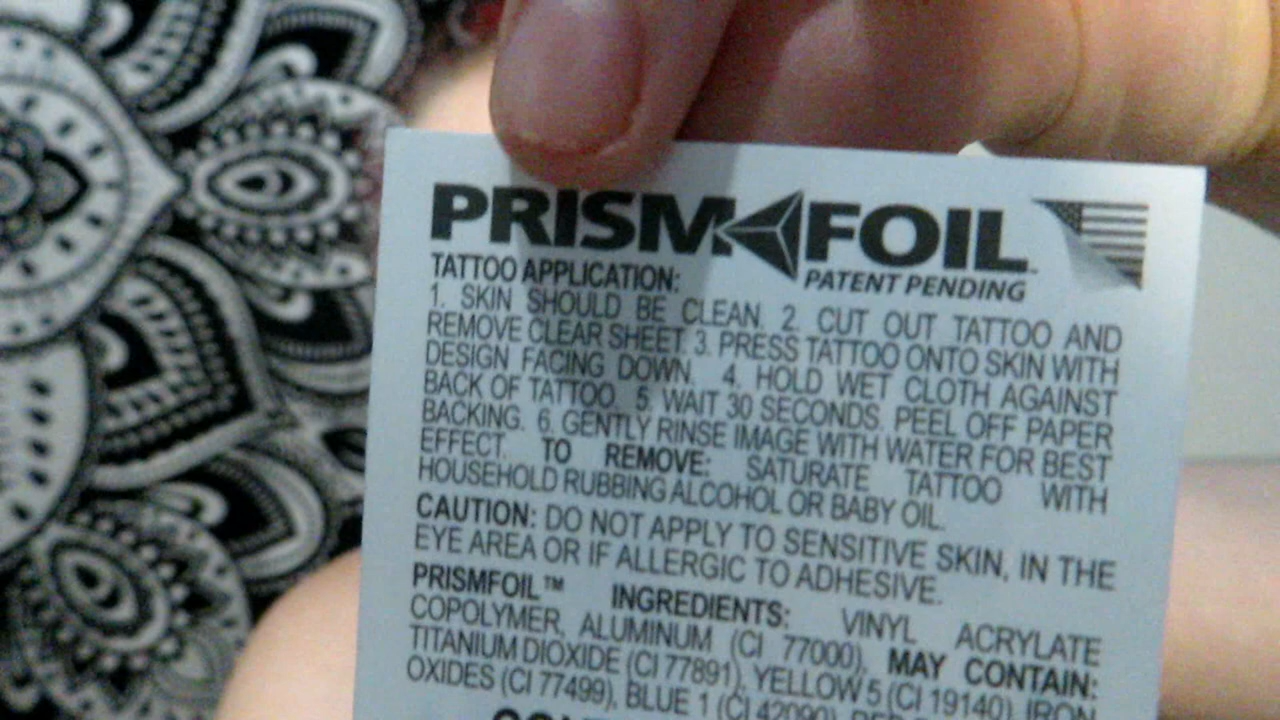 PRISM FOIL™
TATTOO APPLICATION: PATENT PENDING
1. SKIN SHOULD BE CLEAN. 2. CUT OUT TATTOO AND
REMOVE CLEAR SHEET. 3. PRESS TATTOO ONTO SKIN WITH
DESIGN FACING DOWN. 4. HOLD WET CLOTH AGAINST
BACK OF TATTOO. 5. WAIT 30 SECONDS. PEEL OFF PAPER
BACKING. 6. GENTLY RINSE IMAGE WITH WATER FOR BEST
EFFECT. TO REMOVE: SATURATE TATTOO WITH
HOUSEHOLD RUBBING ALCOHOL OR BABY OIL.
CAUTION: DO NOT APPLY TO SENSITIVE SKIN, IN THE
EYE AREA OR IF ALLERGIC TO ADHESIVE.
PRISMFOIL™ INGREDIENTS: VINYL ACRYLATE
COPOLYMER, ALUMINUM (CI 77000). MAY CONTAIN:
TITANIUM DIOXIDE (CI 77891), YELLOW 5 (CI 19140), IRON
OXIDES (CI 77499), BLUE 1 (CI 42090), RED